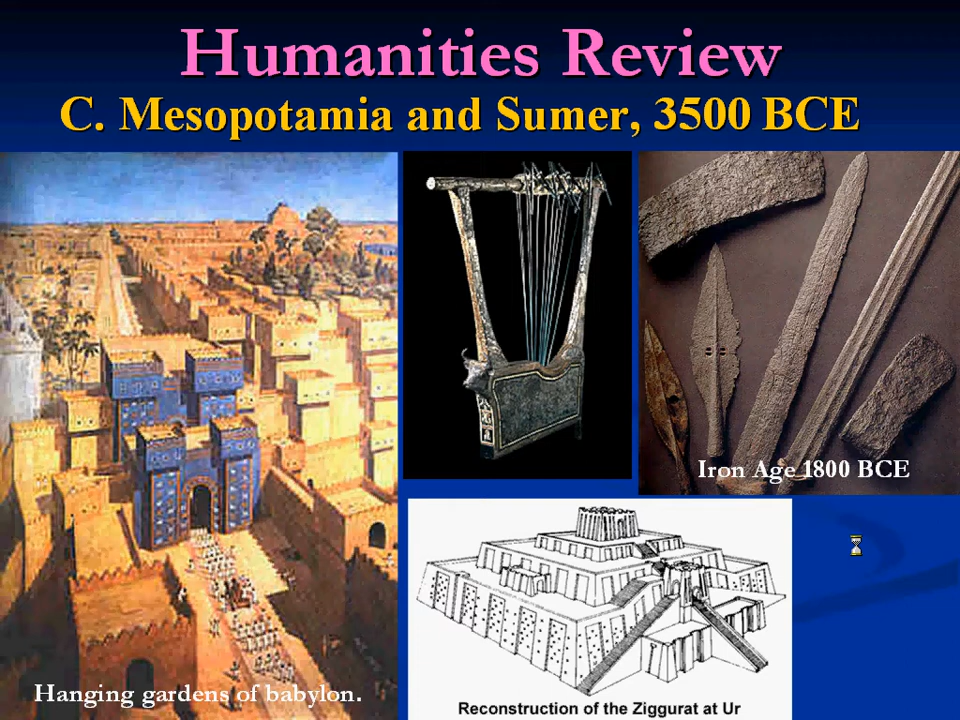 Humanities Review
C. Mesopotamia and Sumer, 3500 BCE
Iron Age 1800 BCE
Hanging gardens of babylon.
Reconstruction of the Ziggurat at Ur